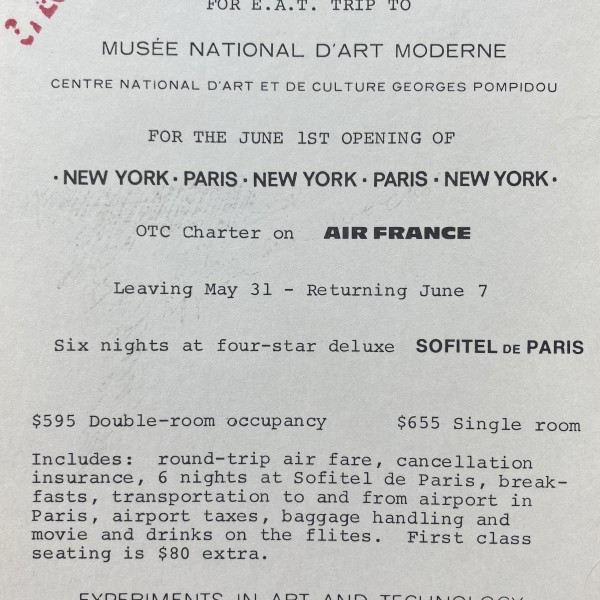 FOR E.A.T. TRIP TO
MUSÉE NATIONAL D'ART MODERNE
CENTRE NATIONAL D'ART ET DE CULTURE GEORGES POMPIDOU
FOR THE JUNE 1ST OPENING OF
· NEW YORK · PARIS · NEW YORK · PARIS · NEW YORK ·
OTC Charter on AIR FRANCE
Leaving May 31 - Returning June 7
Six nights at four-star deluxe SOFITEL DE PARIS
$595 Double-room occupancy $655 Single room
Includes: round-trip air fare, cancellation
insurance, 6 nights at Sofitel de Paris, break-
fasts, transportation to and from airport in
Paris, airport taxes, baggage handling and
movie and drinks on the flites. First class
seating is $80 extra.
EXPERIMENTS IN ART AND TECHNOLOGY